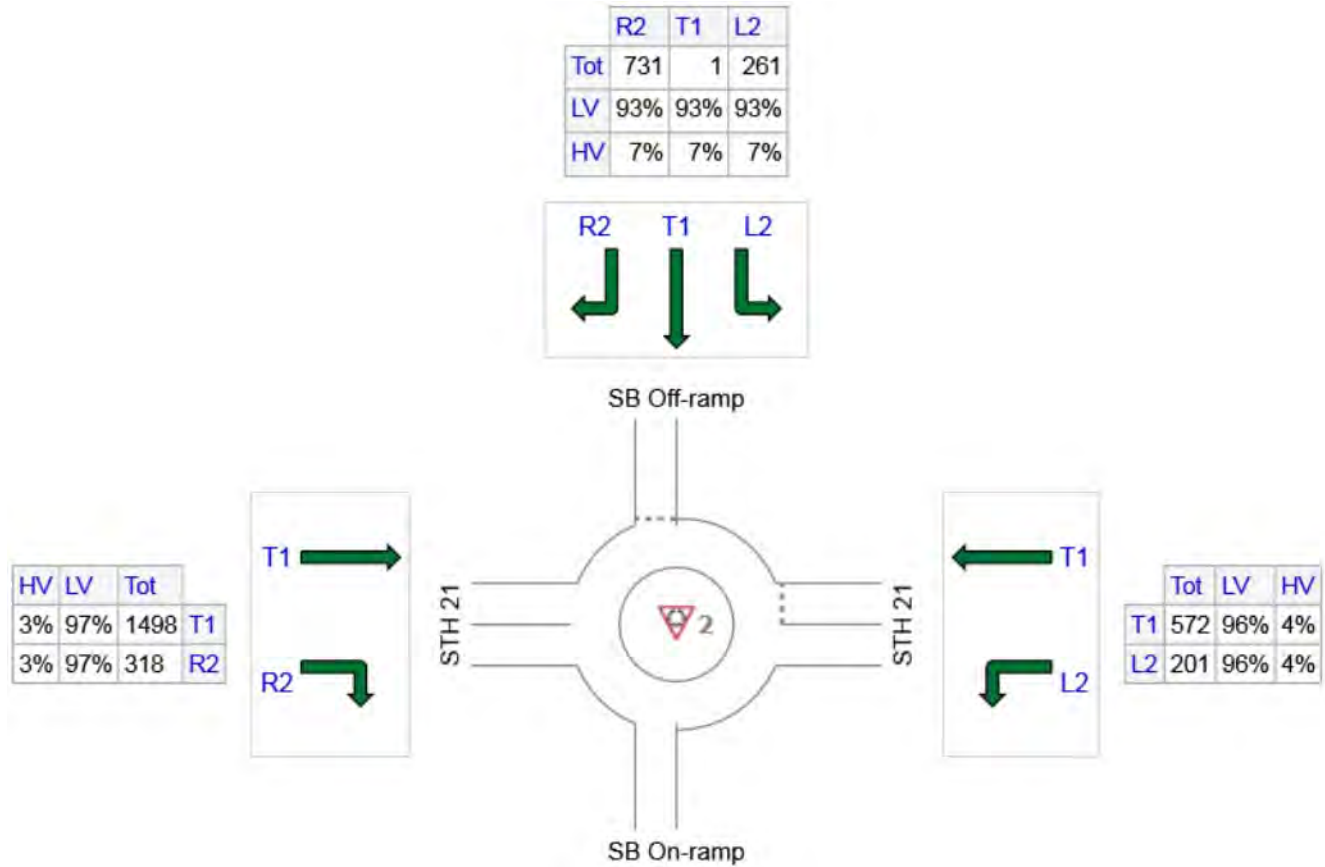 R2 T1 L2
Tot 731 1 261
LV 93% 93% 93%
HV 7% 7% 7%
R2 T1 L2
SB Off-ramp
HV LV Tot
3% 97% 1498 T1
3% 97% 318 R2
T1
R2
STH 21
2
STH 21
T1
L2
Tot LV HV
T1 572 96% 4%
L2 201 96% 4%
SB On-ramp